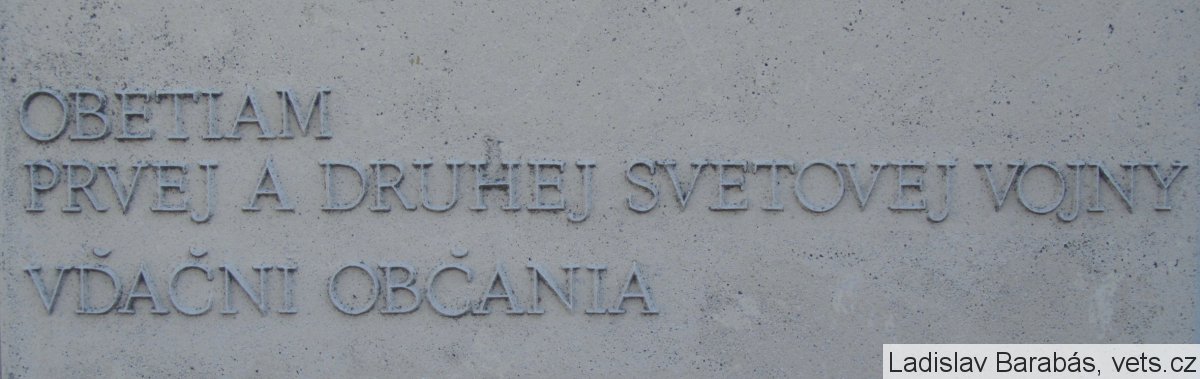 OBETIAM
PRVEJ A DRUHEJ SVETOVEJ VOJNY
VĎAČNI OBČANIA
Ladislav Barabás, vets.cz